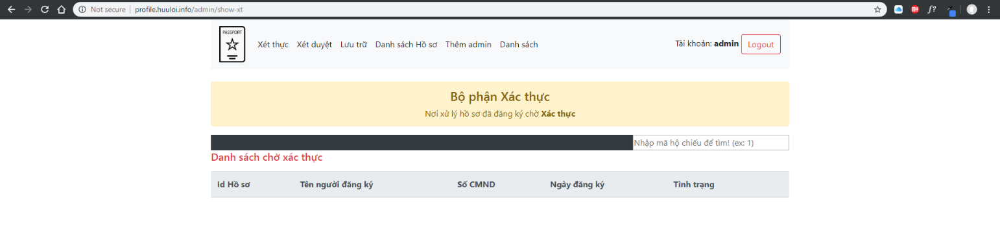 Not secure | profile.huuloi.info/admin/show-xt
PASSPORT
Xét thực Xét duyệt Lưu trữ Danh sách Hồ sơ Thêm admin Danh sách Tài khoản: admin Logout
Bộ phận Xác thực
Nơi xử lý hồ sơ đã đăng ký chờ Xác thực
Nhập mã hộ chiếu để tìm! (ex: 1)
Danh sách chờ xác thực
Id Hồ sơ Tên người đăng ký Số CMND Ngày đăng ký Tình trạng